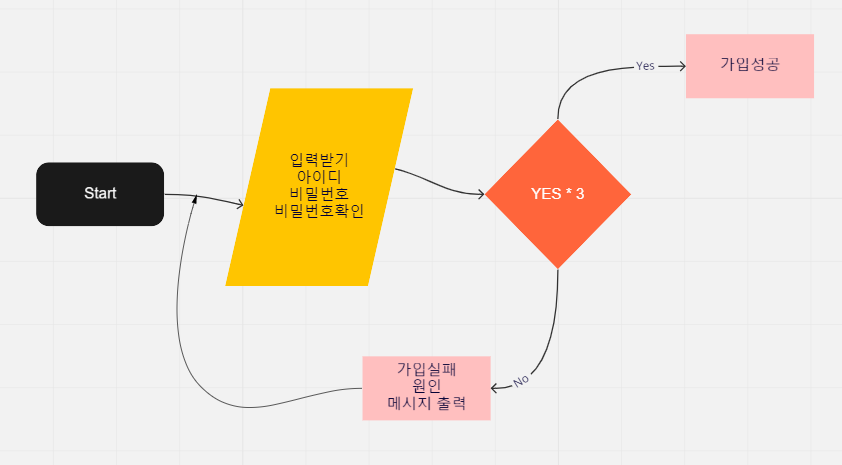 Start
입력받기
아이디
비밀번호
비밀번호확인
YES * 3
Yes
가입성공
No
가입실패
원인
메시지 출력